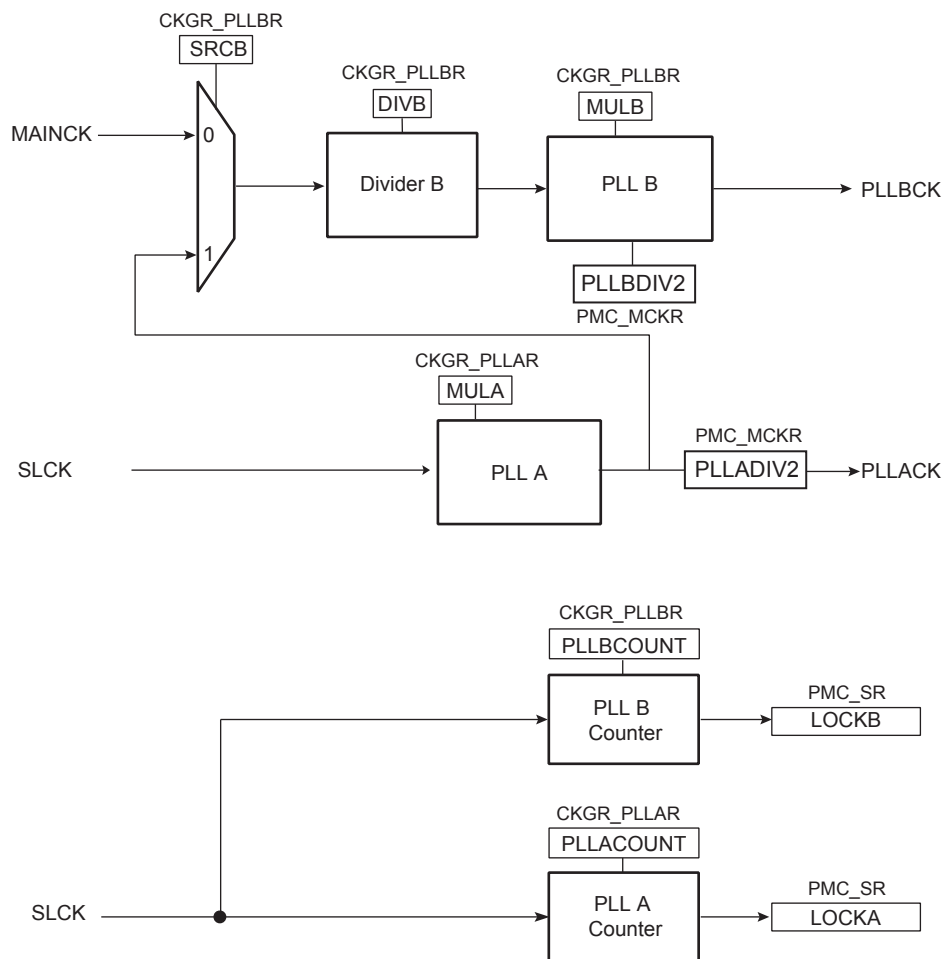 CKGR_PLLBR
SRCB
CKGR_PLLBR
DIVB
CKGR_PLLBR
MULB
MAINCK
0
Divider B
PLL B
PLLBCK
1
PLLBDIV2
PMC_MCKR
CKGR_PLLAR
MULA
PMC_MCKR
SLCK
PLL A
PLLADIV2
PLLACK
CKGR_PLLBR
PLLBCOUNT
PLL B
Counter
PMC_SR
LOCKB
CKGR_PLLAR
PLLACOUNT
SLCK
PLL A
Counter
PMC_SR
LOCKA